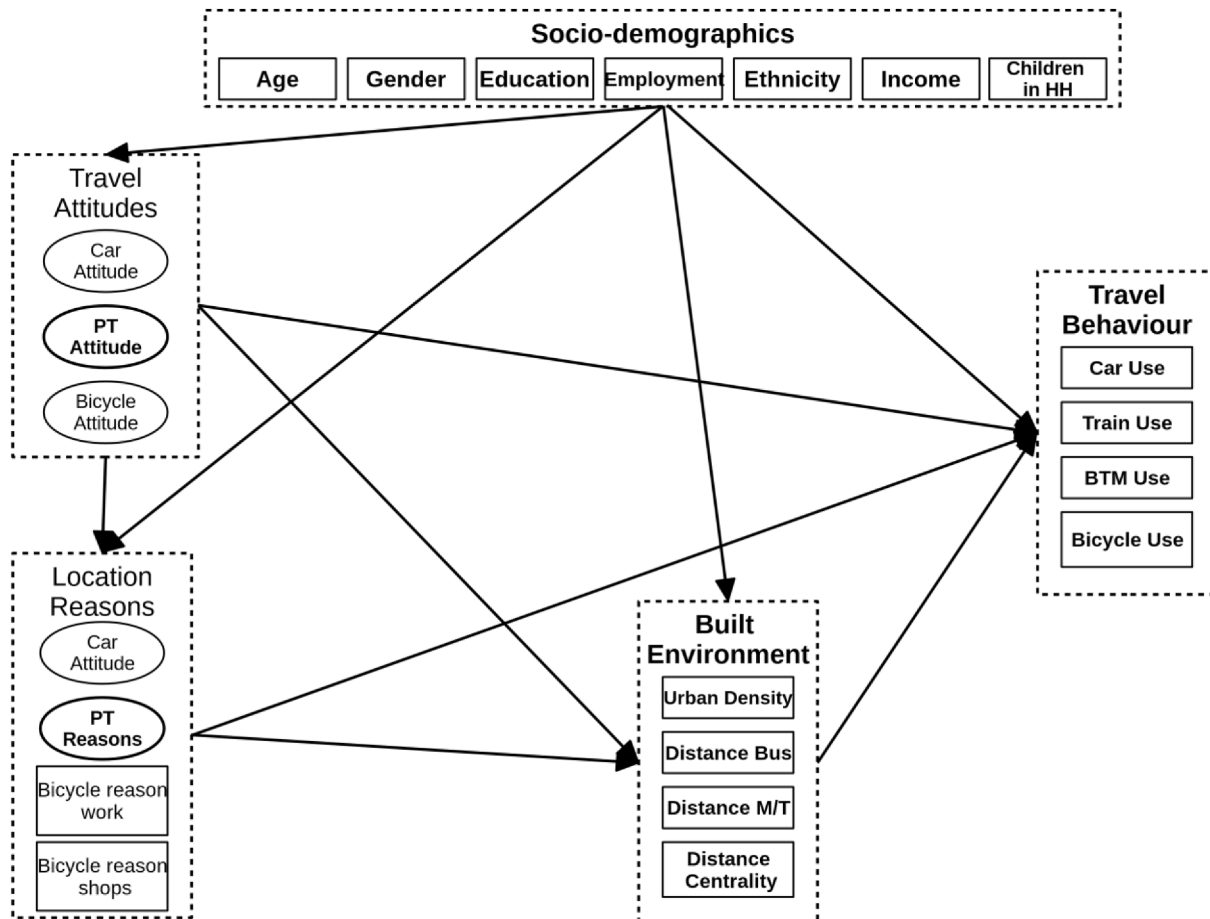 Socio-demographics
Age
Gender
Education
Employment
Ethnicity
Income
Children
in HH
Travel
Attitudes
Car
Attitude
PT
Attitude
Bicycle
Attitude
Location
Reasons
Car
Attitude
PT
Reasons
Bicycle reason
work
Bicycle reason
shops
Built
Environment
Urban Density
Distance Bus
Distance M/T
Distance
Centrality
Travel
Behaviour
Car Use
Train Use
BTM Use
Bicycle Use